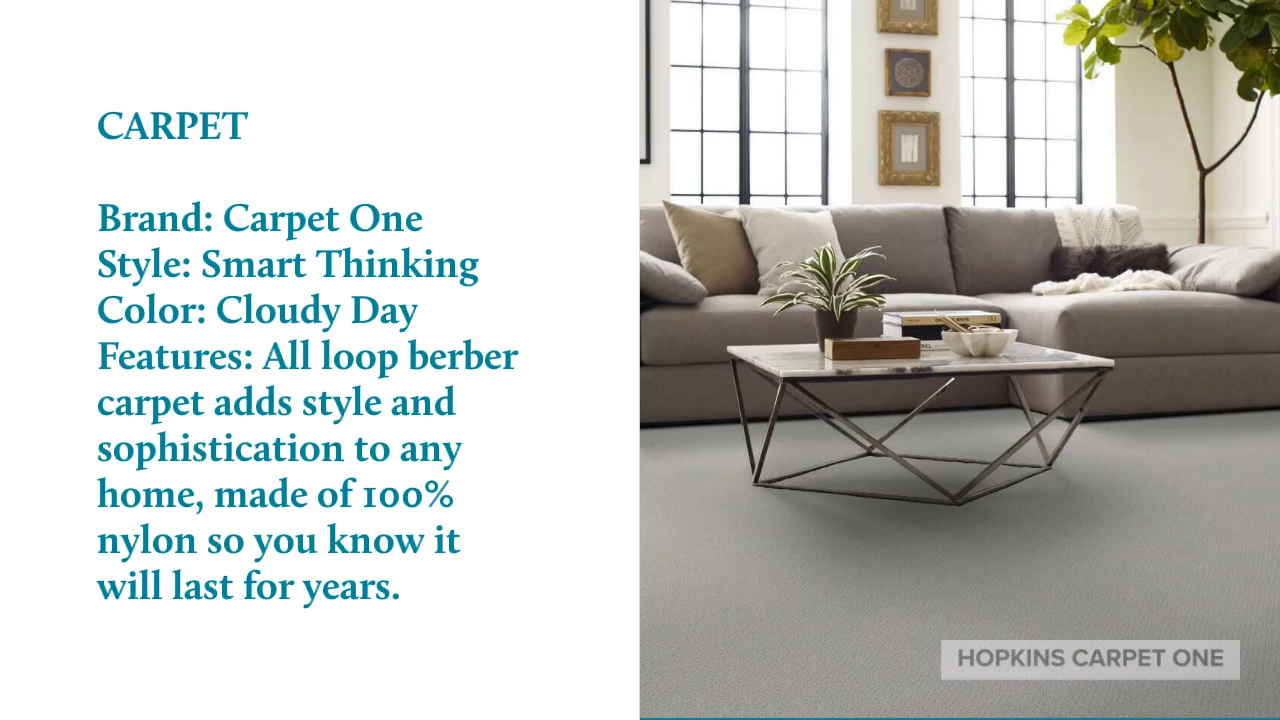 CARPET
Brand: Carpet One
Style: Smart Thinking
Color: Cloudy Day
Features: All loop berber
carpet adds style and
sophistication to any
home, made of 100%
nylon so you know it
will last for years.
HOPKINS CARPET ONE